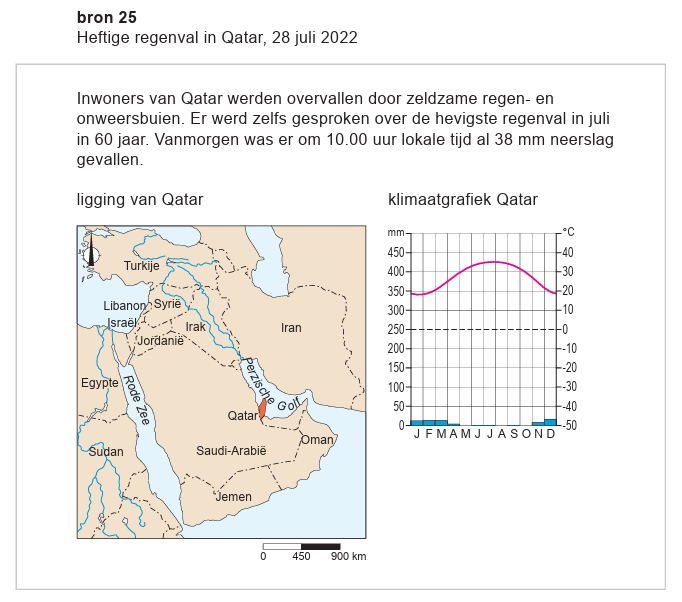 bron 25
Heftige regenval in Qatar, 28 juli 2022
Inwoners van Qatar werden overvallen door zeldzame regen- en
onweersbuien. Er werd zelfs gesproken over de hevigste regenval in juli
in 60 jaar. Vanmorgen was er om 10.00 uur lokale tijd al 38 mm neerslag
gevallen.
ligging van Qatar
Turkije
Libanon
Syrië
Israël
Irak
Iran
Jordanië
Egypte
Rode Zee
Perzische Golf
Qatar
Oman
Sudan
Saudi-Arabië
Jemen
0 450 900 km
klimaatgrafiek Qatar
mm °C
450 40
400 30
350 20
300 10
250 0
200 -10
150 -20
100 -30
50 -40
0 -50
J F M A M J J A S O N D